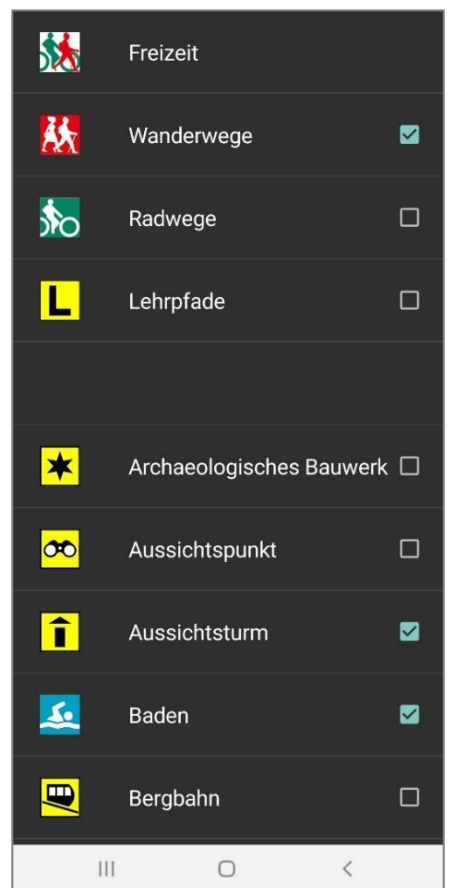 Freizeit
Wanderwege
Radwege
L
Lehrpfade
Archaeologisches Bauwerk
Aussichtspunkt
Aussichtsturm
Baden
Bergbahn